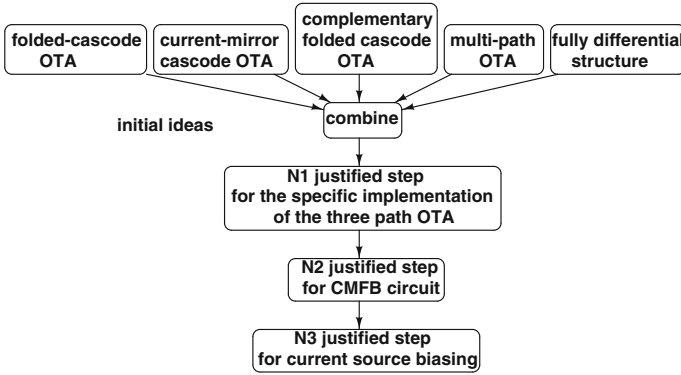 folded-cascode
OTA
current-mirror
cascode OTA
complementary
folded cascode
OTA
multi-path
OTA
fully differential
structure
initial ideas
combine
N1 justified step
for the specific implementation
of the three path OTA
N2 justified step
for CMFB circuit
N3 justified step
for current source biasing